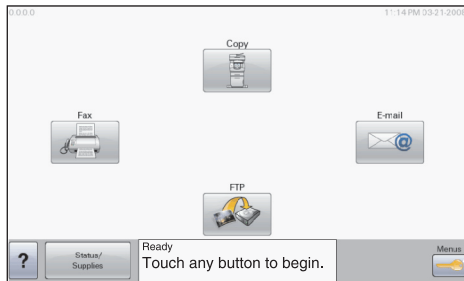 0.0.0.0
11:14 PM 03-21-2008
Copy
Fax
E-mail
@
FTP
?
Status/
Supplies
Ready
Touch any button to begin.
Menus